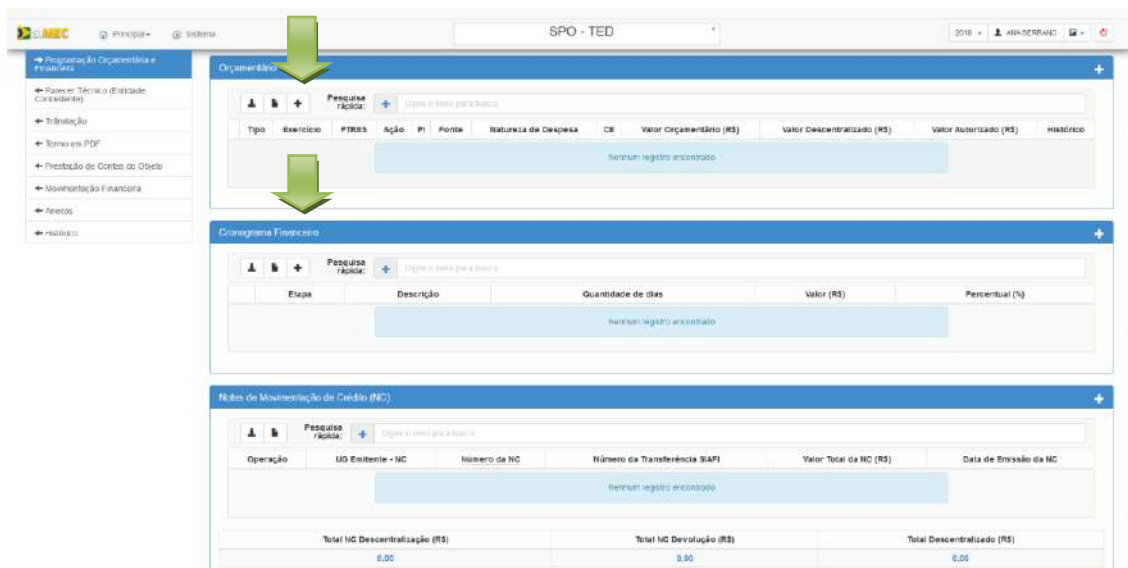 SIMEC
Principal
Sistema
SPO - TED
2018
ANA SERRANO
Programação Orçamentária e
Financeira
Parecer Técnico (Entidade
Concedente)
Tramitação
Termo em PDF
Prestação de Contas do Objeto
Movimentação Financeira
Anexos
Histórico
Orçamentário
Pesquisa
rápida:
Digite o texto para busca
Tipo Exercício PTRES Ação PI Fonte Natureza de Despesa CE Valor Orçamentário (R$) Valor Descentralizado (R$) Valor Autorizado (R$) Histórico
Nenhum registro encontrado
Cronograma Financeiro
Pesquisa
rápida:
Digite o texto para busca
Etapa Descrição Quantidade de dias Valor (R$) Percentual (%)
Nenhum registro encontrado
Notas de Movimentação de Crédito (NC)
Pesquisa
rápida:
Digite o texto para busca
Operação UG Emitente - NC Número da NC Número da Transferência SIAFI Valor Total da NC (R$) Data de Emissão da NC
Nenhum registro encontrado
Total NC Descentralização (R$) Total NC Devolução (R$) Total Descentralizado (R$)
0.00 0.00 0.00